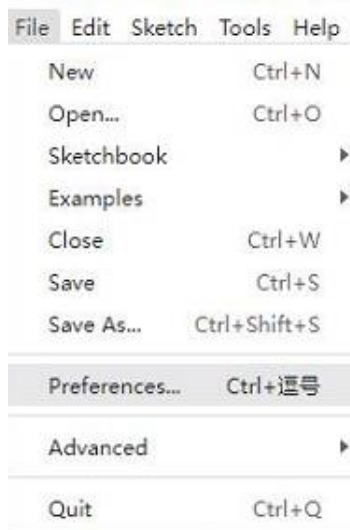 File Edit Sketch Tools Help
New Ctrl+N
Open... Ctrl+O
Sketchbook
Examples
Close Ctrl+W
Save Ctrl+S
Save As... Ctrl+Shift+S
Preferences... Ctrl+逗号
Advanced
Quit Ctrl+Q